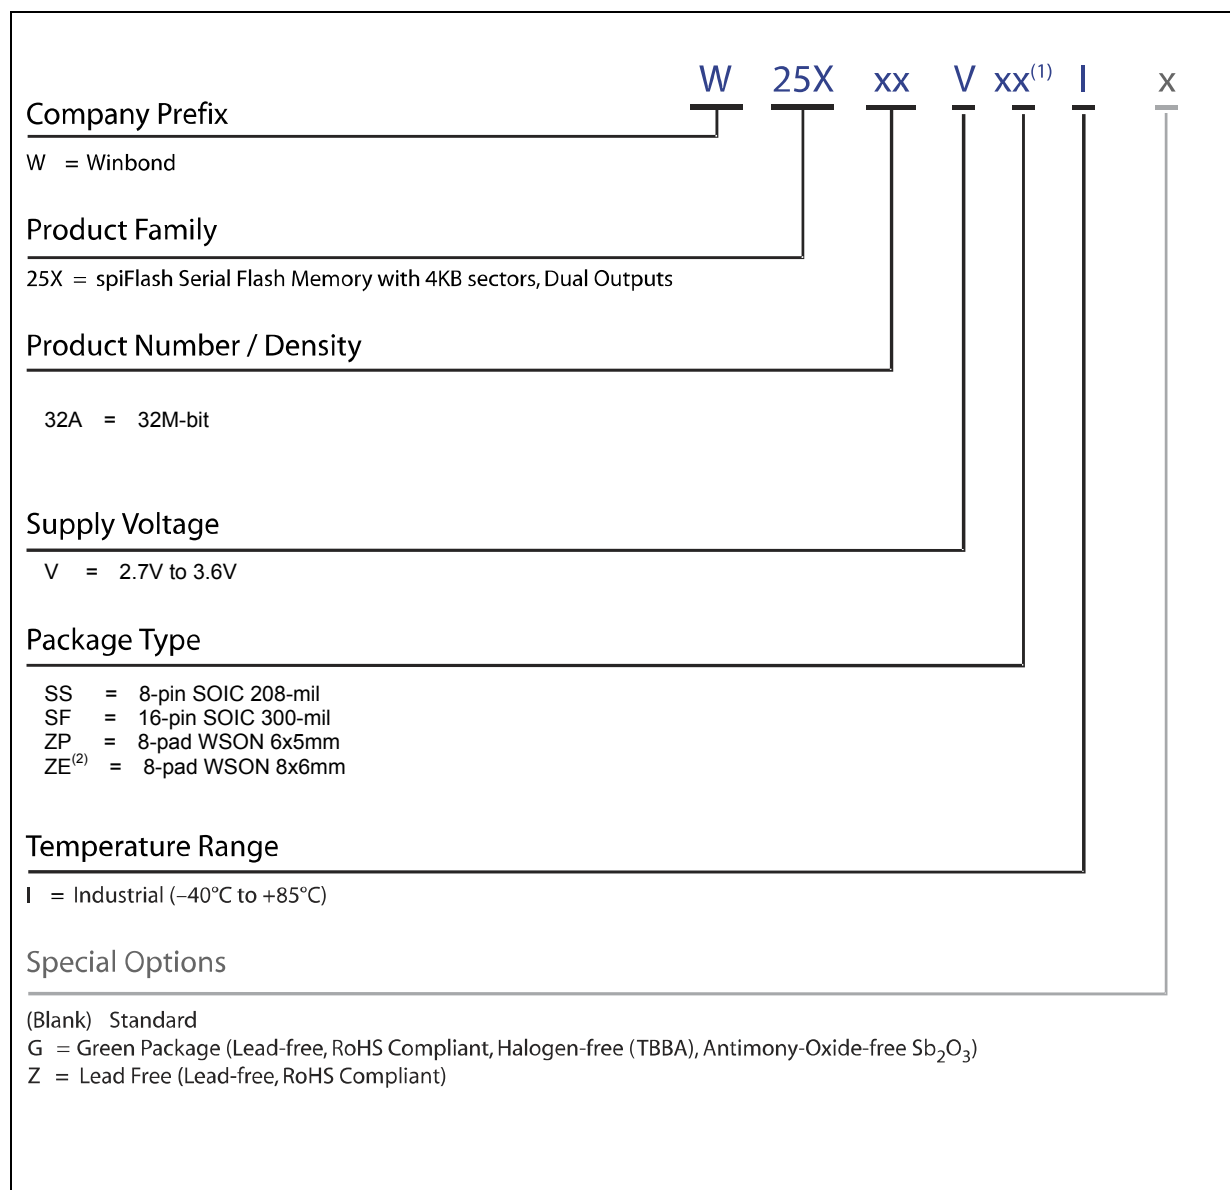 W 25X xx V xx(1) I x
Company Prefix
W = Winbond
Product Family
25X = spiFlash Serial Flash Memory with 4KB sectors, Dual Outputs
Product Number / Density
32A = 32M-bit
Supply Voltage
V = 2.7V to 3.6V
Package Type
SS = 8-pin SOIC 208-mil
SF = 16-pin SOIC 300-mil
ZP = 8-pad WSON 6x5mm
ZE(2) = 8-pad WSON 8x6mm
Temperature Range
I = Industrial (–40°C to +85°C)
Special Options
(Blank) Standard
G = Green Package (Lead-free, RoHS Compliant, Halogen-free (TBBA), Antimony-Oxide-free Sb2O3)
Z = Lead Free (Lead-free, RoHS Compliant)